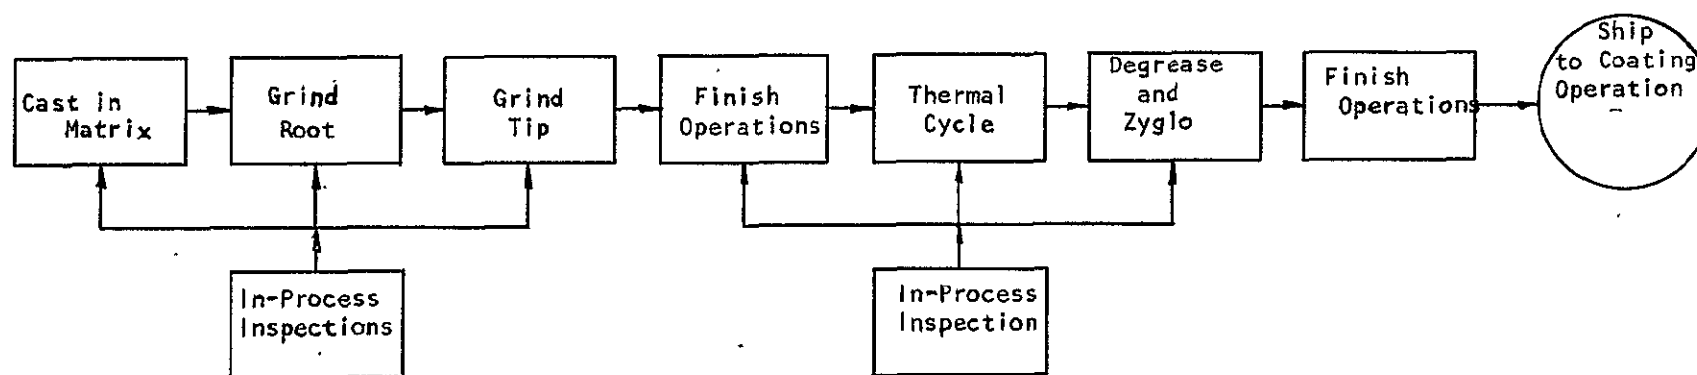 Cast in
Matrix
Grind
Root
Grind
Tip
Finish
Operations
Thermal
Cycle
Degrease
and
Zyglo
Finish
Operations
Ship
to Coating
Operation
In-Process
Inspections
In-Process
Inspection